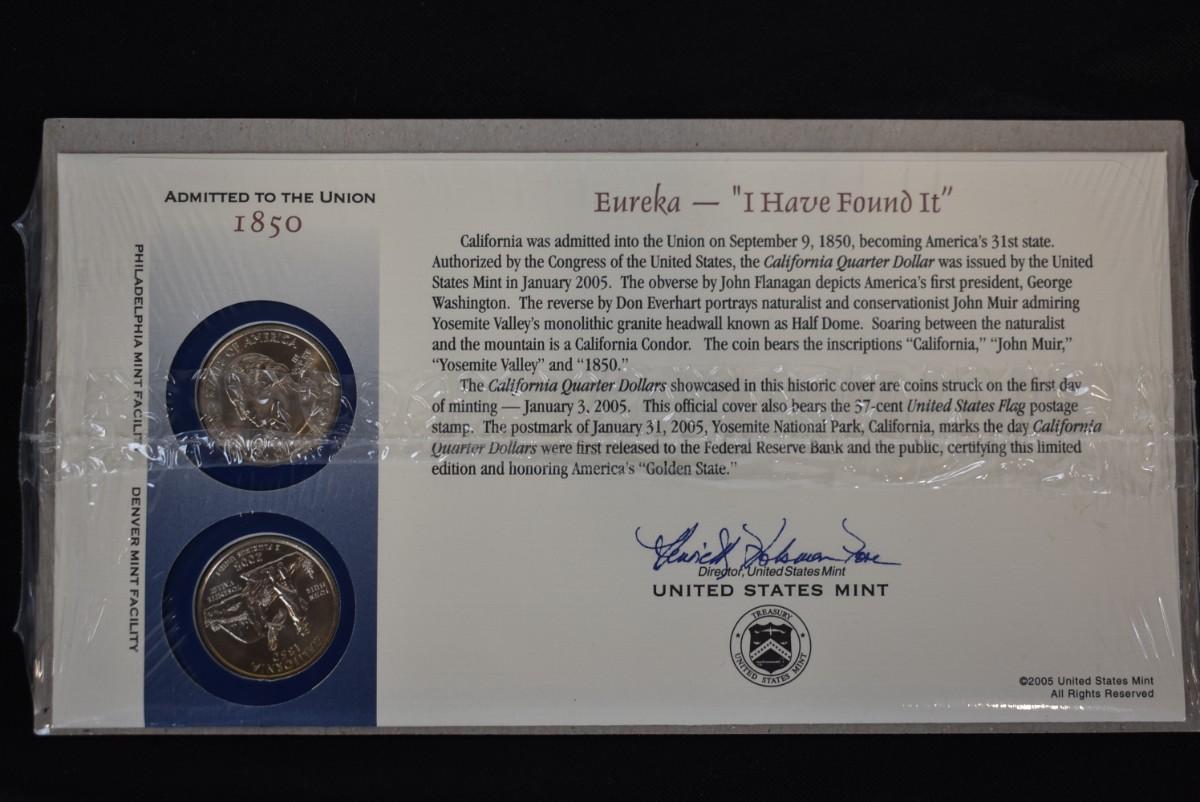 ADMITTED TO THE UNION
1850
PHILADELPHIA MINT FACILITY
DENVER MINT FACILITY
OF AMERICA
2005
JOHN
MUIR
YOSEMITE
VALLEY
1850
CALIFORNIA
Eureka — "I Have Found It"
California was admitted into the Union on September 9, 1850, becoming America's 31st state.
Authorized by the Congress of the United States, the California Quarter Dollar was issued by the United
States Mint in January 2005. The obverse by John Flanagan depicts America's first president, George
Washington. The reverse by Don Everhart portrays naturalist and conservationist John Muir admiring
Yosemite Valley's monolithic granite headwall known as Half Dome. Soaring between the naturalist
and the mountain is a California Condor. The coin bears the inscriptions "California," "John Muir,"
"Yosemite Valley" and "1850."
The California Quarter Dollars showcased in this historic cover are coins struck on the first day
of minting — January 3, 2005. This official cover also bears the 37-cent United States Flag postage
stamp. The postmark of January 31, 2005, Yosemite National Park, California, marks the day California
Quarter Dollars were first released to the Federal Reserve Bank and the public, certifying this limited
edition and honoring America's "Golden State."
Director, United States Mint
UNITED STATES MINT
TREASURY
UNITED STATES MINT
©2005 United States Mint
All Rights Reserved